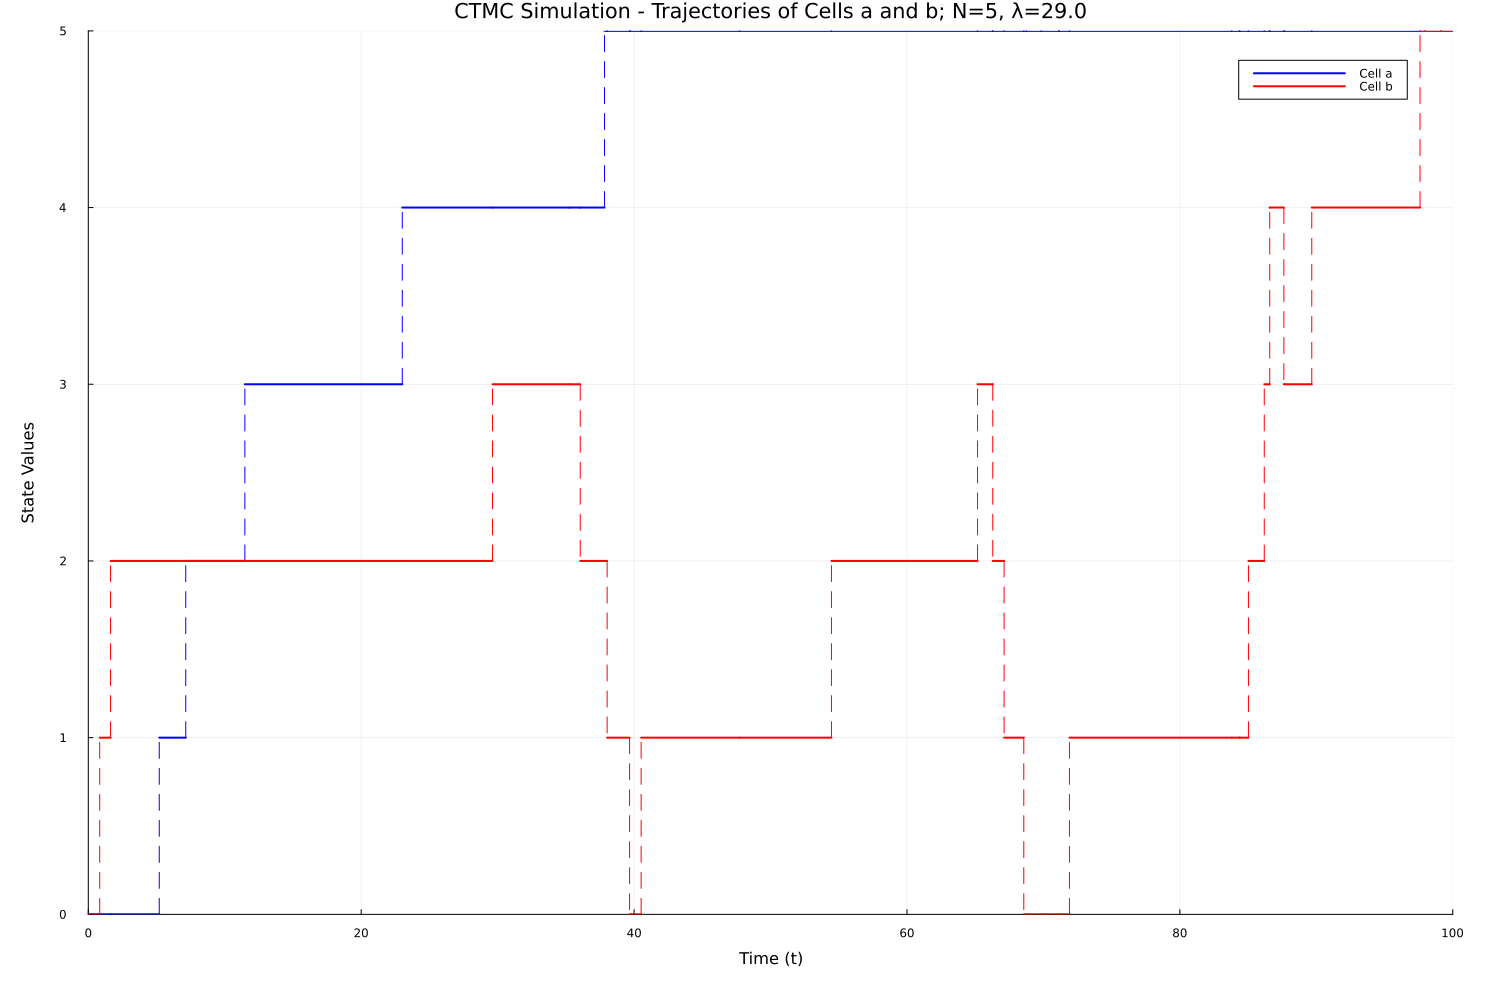 CTMC Simulation - Trajectories of Cells a and b; N=5, λ=29.0
5
Cell a
Cell b
4
3
State Values
2
1
0
0 20 40 60 80 100
Time (t)